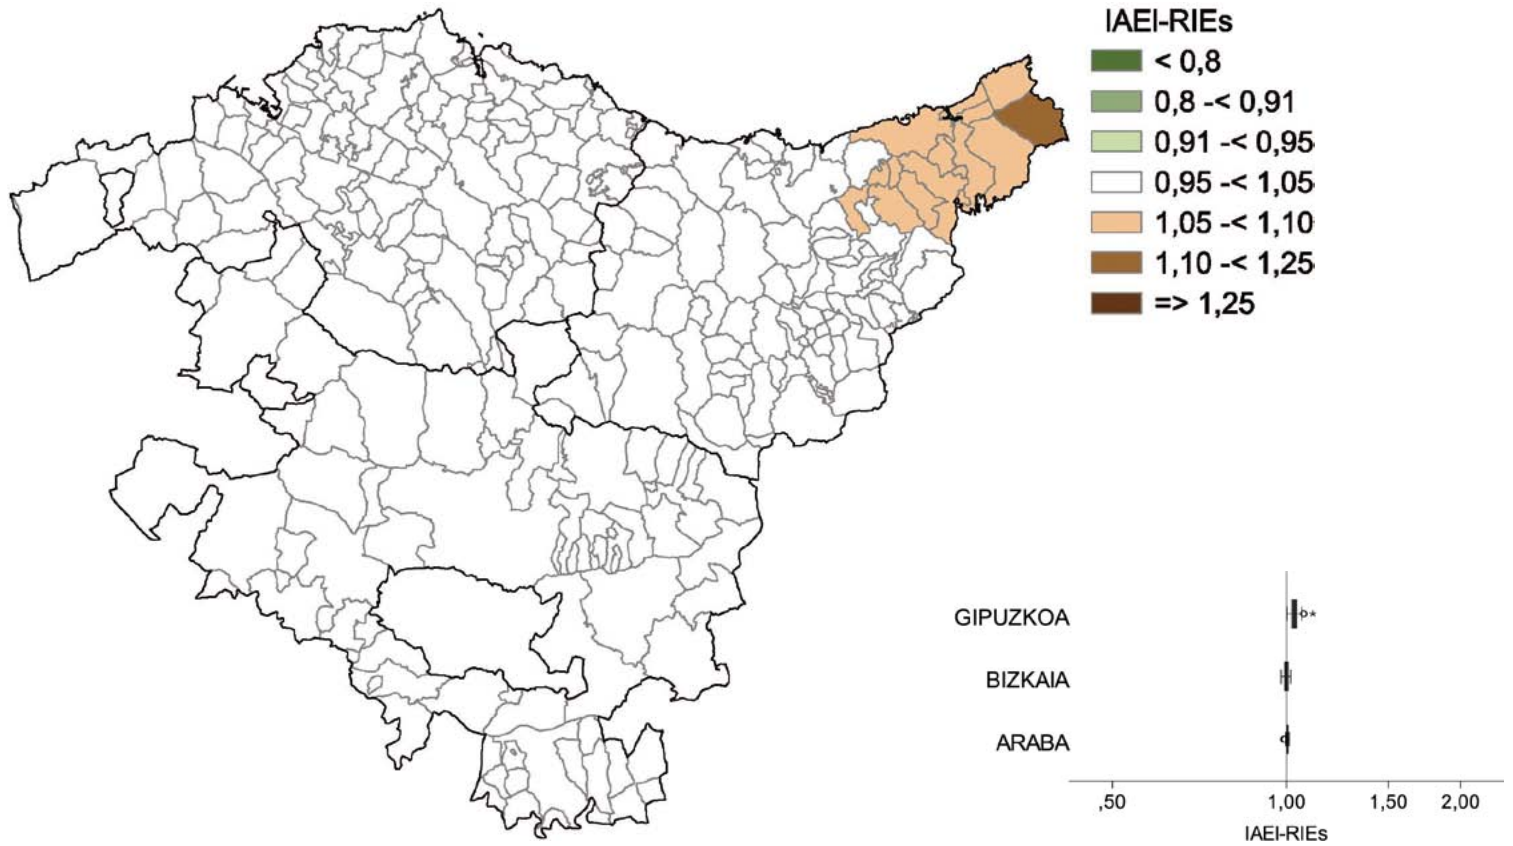 IAEI-RIEs
< 0,8
0,8 -< 0,91
0,91 -< 0,95
0,95 -< 1,05
1,05 -< 1,10
1,10 -< 1,25
=> 1,25
GIPUZKOA
BIZKAIA
ARABA
,50 1,00 1,50 2,00
IAEI-RIEs